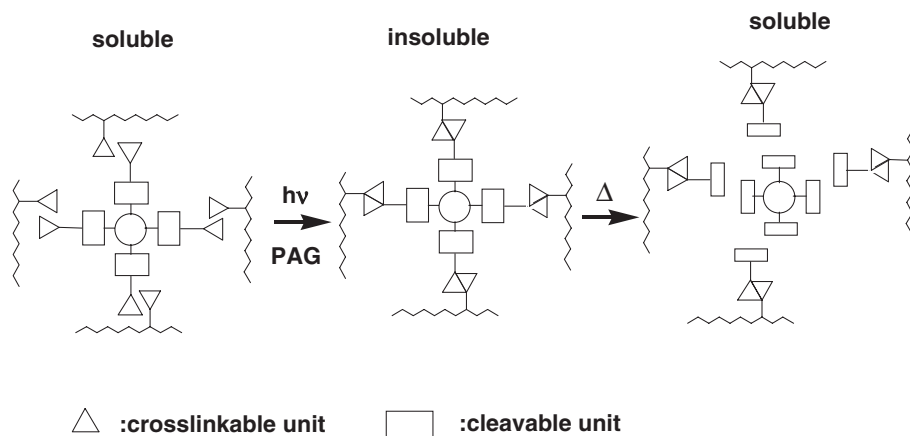 soluble
insoluble
soluble
hν
PAG
Δ
:crosslinkable unit
:cleavable unit